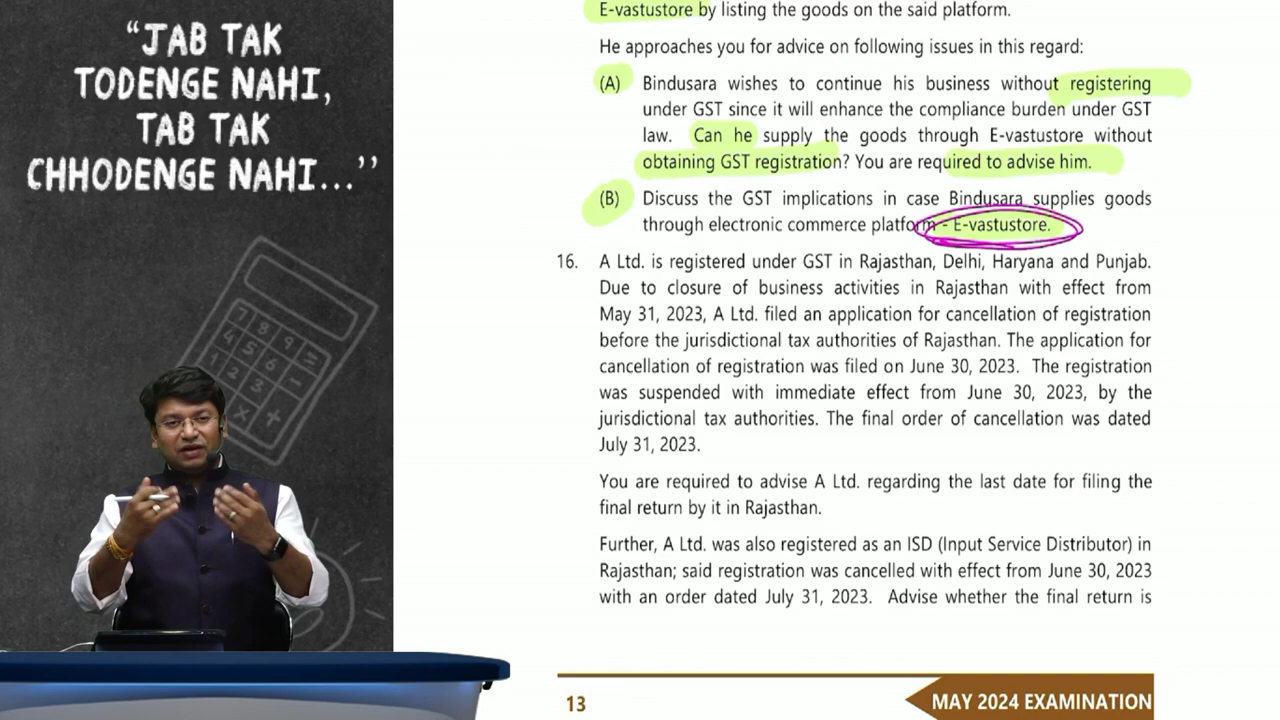 “JAB TAK
TODENGE NAHI,
TAB TAK
CHHODENGE NAHI...’’
E-vastustore by listing the goods on the said platform.
He approaches you for advice on following issues in this regard:
(A) Bindusara wishes to continue his business without registering
under GST since it will enhance the compliance burden under GST
law. Can he supply the goods through E-vastustore without
obtaining GST registration? You are required to advise him.
(B) Discuss the GST implications in case Bindusara supplies goods
through electronic commerce platform - E-vastustore.
16. A Ltd. is registered under GST in Rajasthan, Delhi, Haryana and Punjab.
Due to closure of business activities in Rajasthan with effect from
May 31, 2023, A Ltd. filed an application for cancellation of registration
before the jurisdictional tax authorities of Rajasthan. The application for
cancellation of registration was filed on June 30, 2023. The registration
was suspended with immediate effect from June 30, 2023, by the
jurisdictional tax authorities. The final order of cancellation was dated
July 31, 2023.
You are required to advise A Ltd. regarding the last date for filing the
final return by it in Rajasthan.
Further, A Ltd. was also registered as an ISD (Input Service Distributor) in
Rajasthan; said registration was cancelled with effect from June 30, 2023
with an order dated July 31, 2023. Advise whether the final return is
13
MAY 2024 EXAMINATION
7 8 9
4 5 6 =
1 2 3 -
× +